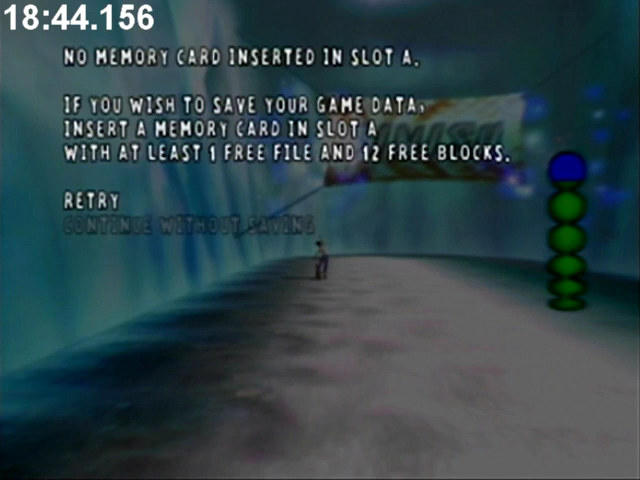 18:44.156
NO MEMORY CARD INSERTED IN SLOT A.
IF YOU WISH TO SAVE YOUR GAME DATA,
INSERT A MEMORY CARD IN SLOT A
WITH AT LEAST 1 FREE FILE AND 12 FREE BLOCKS.
RETRY
CONTINUE WITHOUT SAVING